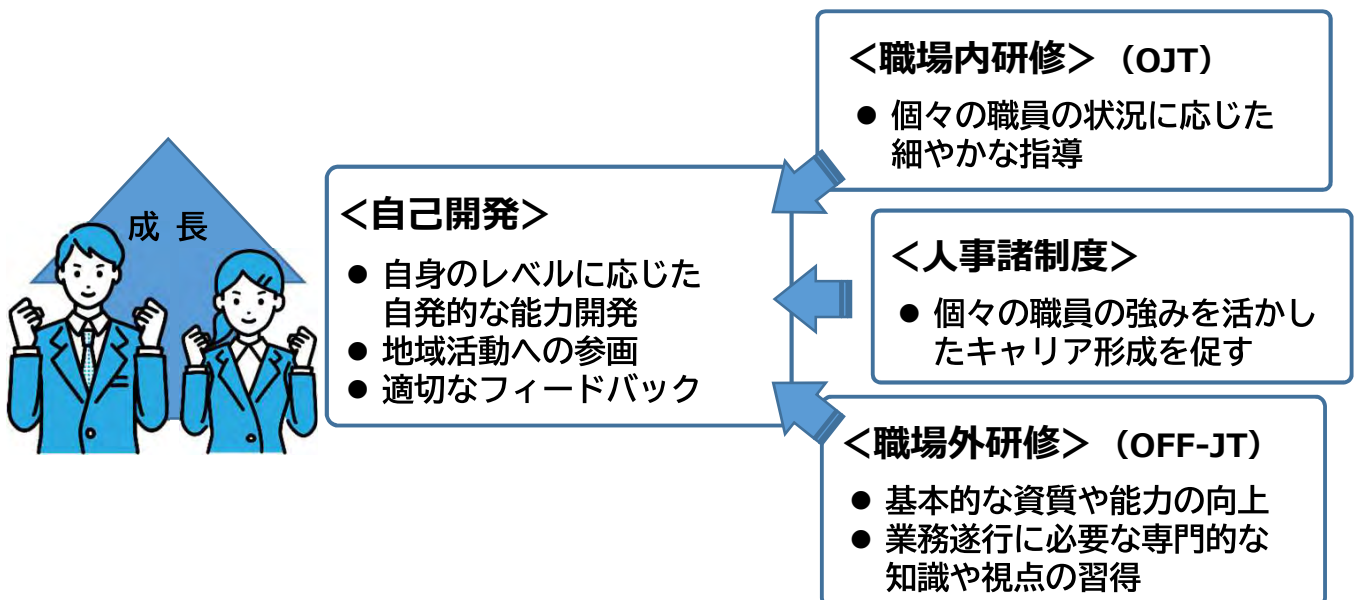 成 長
＜自己開発＞
● 自身のレベルに応じた
自発的な能力開発
● 地域活動への参画
● 適切なフィードバック
＜職場内研修＞（OJT）
● 個々の職員の状況に応じた
細やかな指導
＜人事諸制度＞
● 個々の職員の強みを活かし
たキャリア形成を促す
＜職場外研修＞（OFF-JT）
● 基本的な資質や能力の向上
● 業務遂行に必要な専門的な
知識や視点の習得